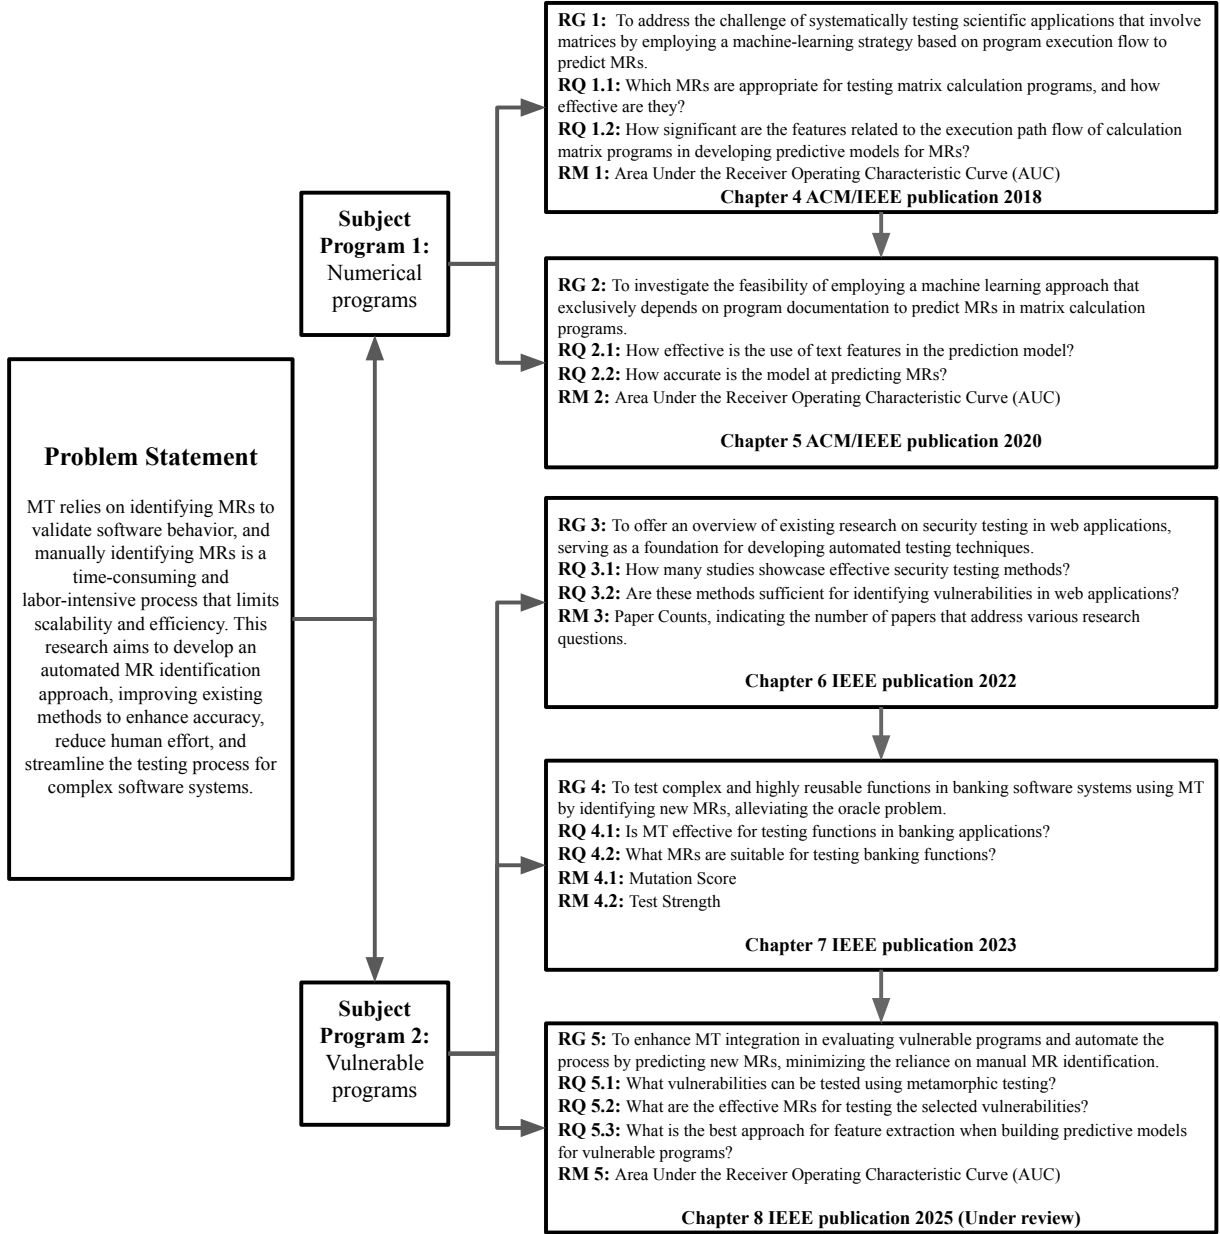 Problem Statement
MT relies on identifying MRs to
validate software behavior, and
manually identifying MRs is a
time-consuming and
labor-intensive process that limits
scalability and efficiency. This
research aims to develop an
automated MR identification
approach, improving existing
methods to enhance accuracy,
reduce human effort, and
streamline the testing process for
complex software systems.
Subject
Program 1:
Numerical
programs
RG 1: To address the challenge of systematically testing scientific applications that involve
matrices by employing a machine-learning strategy based on program execution flow to
predict MRs.
RQ 1.1: Which MRs are appropriate for testing matrix calculation programs, and how
effective are they?
RQ 1.2: How significant are the features related to the execution path flow of calculation
matrix programs in developing predictive models for MRs?
RM 1: Area Under the Receiver Operating Characteristic Curve (AUC)
Chapter 4 ACM/IEEE publication 2018
RG 2: To investigate the feasibility of employing a machine learning approach that
exclusively depends on program documentation to predict MRs in matrix calculation
programs.
RQ 2.1: How effective is the use of text features in the prediction model?
RQ 2.2: How accurate is the model at predicting MRs?
RM 2: Area Under the Receiver Operating Characteristic Curve (AUC)
Chapter 5 ACM/IEEE publication 2020
Subject
Program 2:
Vulnerable
programs
RG 3: To offer an overview of existing research on security testing in web applications,
serving as a foundation for developing automated testing techniques.
RQ 3.1: How many studies showcase effective security testing methods?
RQ 3.2: Are these methods sufficient for identifying vulnerabilities in web applications?
RM 3: Paper Counts, indicating the number of papers that address various research
questions.
Chapter 6 IEEE publication 2022
RG 4: To test complex and highly reusable functions in banking software systems using MT
by identifying new MRs, alleviating the oracle problem.
RQ 4.1: Is MT effective for testing functions in banking applications?
RQ 4.2: What MRs are suitable for testing banking functions?
RM 4.1: Mutation Score
RM 4.2: Test Strength
Chapter 7 IEEE publication 2023
RG 5: To enhance MT integration in evaluating vulnerable programs and automate the
process by predicting new MRs, minimizing the reliance on manual MR identification.
RQ 5.1: What vulnerabilities can be tested using metamorphic testing?
RQ 5.2: What are the effective MRs for testing the selected vulnerabilities?
RQ 5.3: What is the best approach for feature extraction when building predictive models
for vulnerable programs?
RM 5: Area Under the Receiver Operating Characteristic Curve (AUC)
Chapter 8 IEEE publication 2025 (Under review)